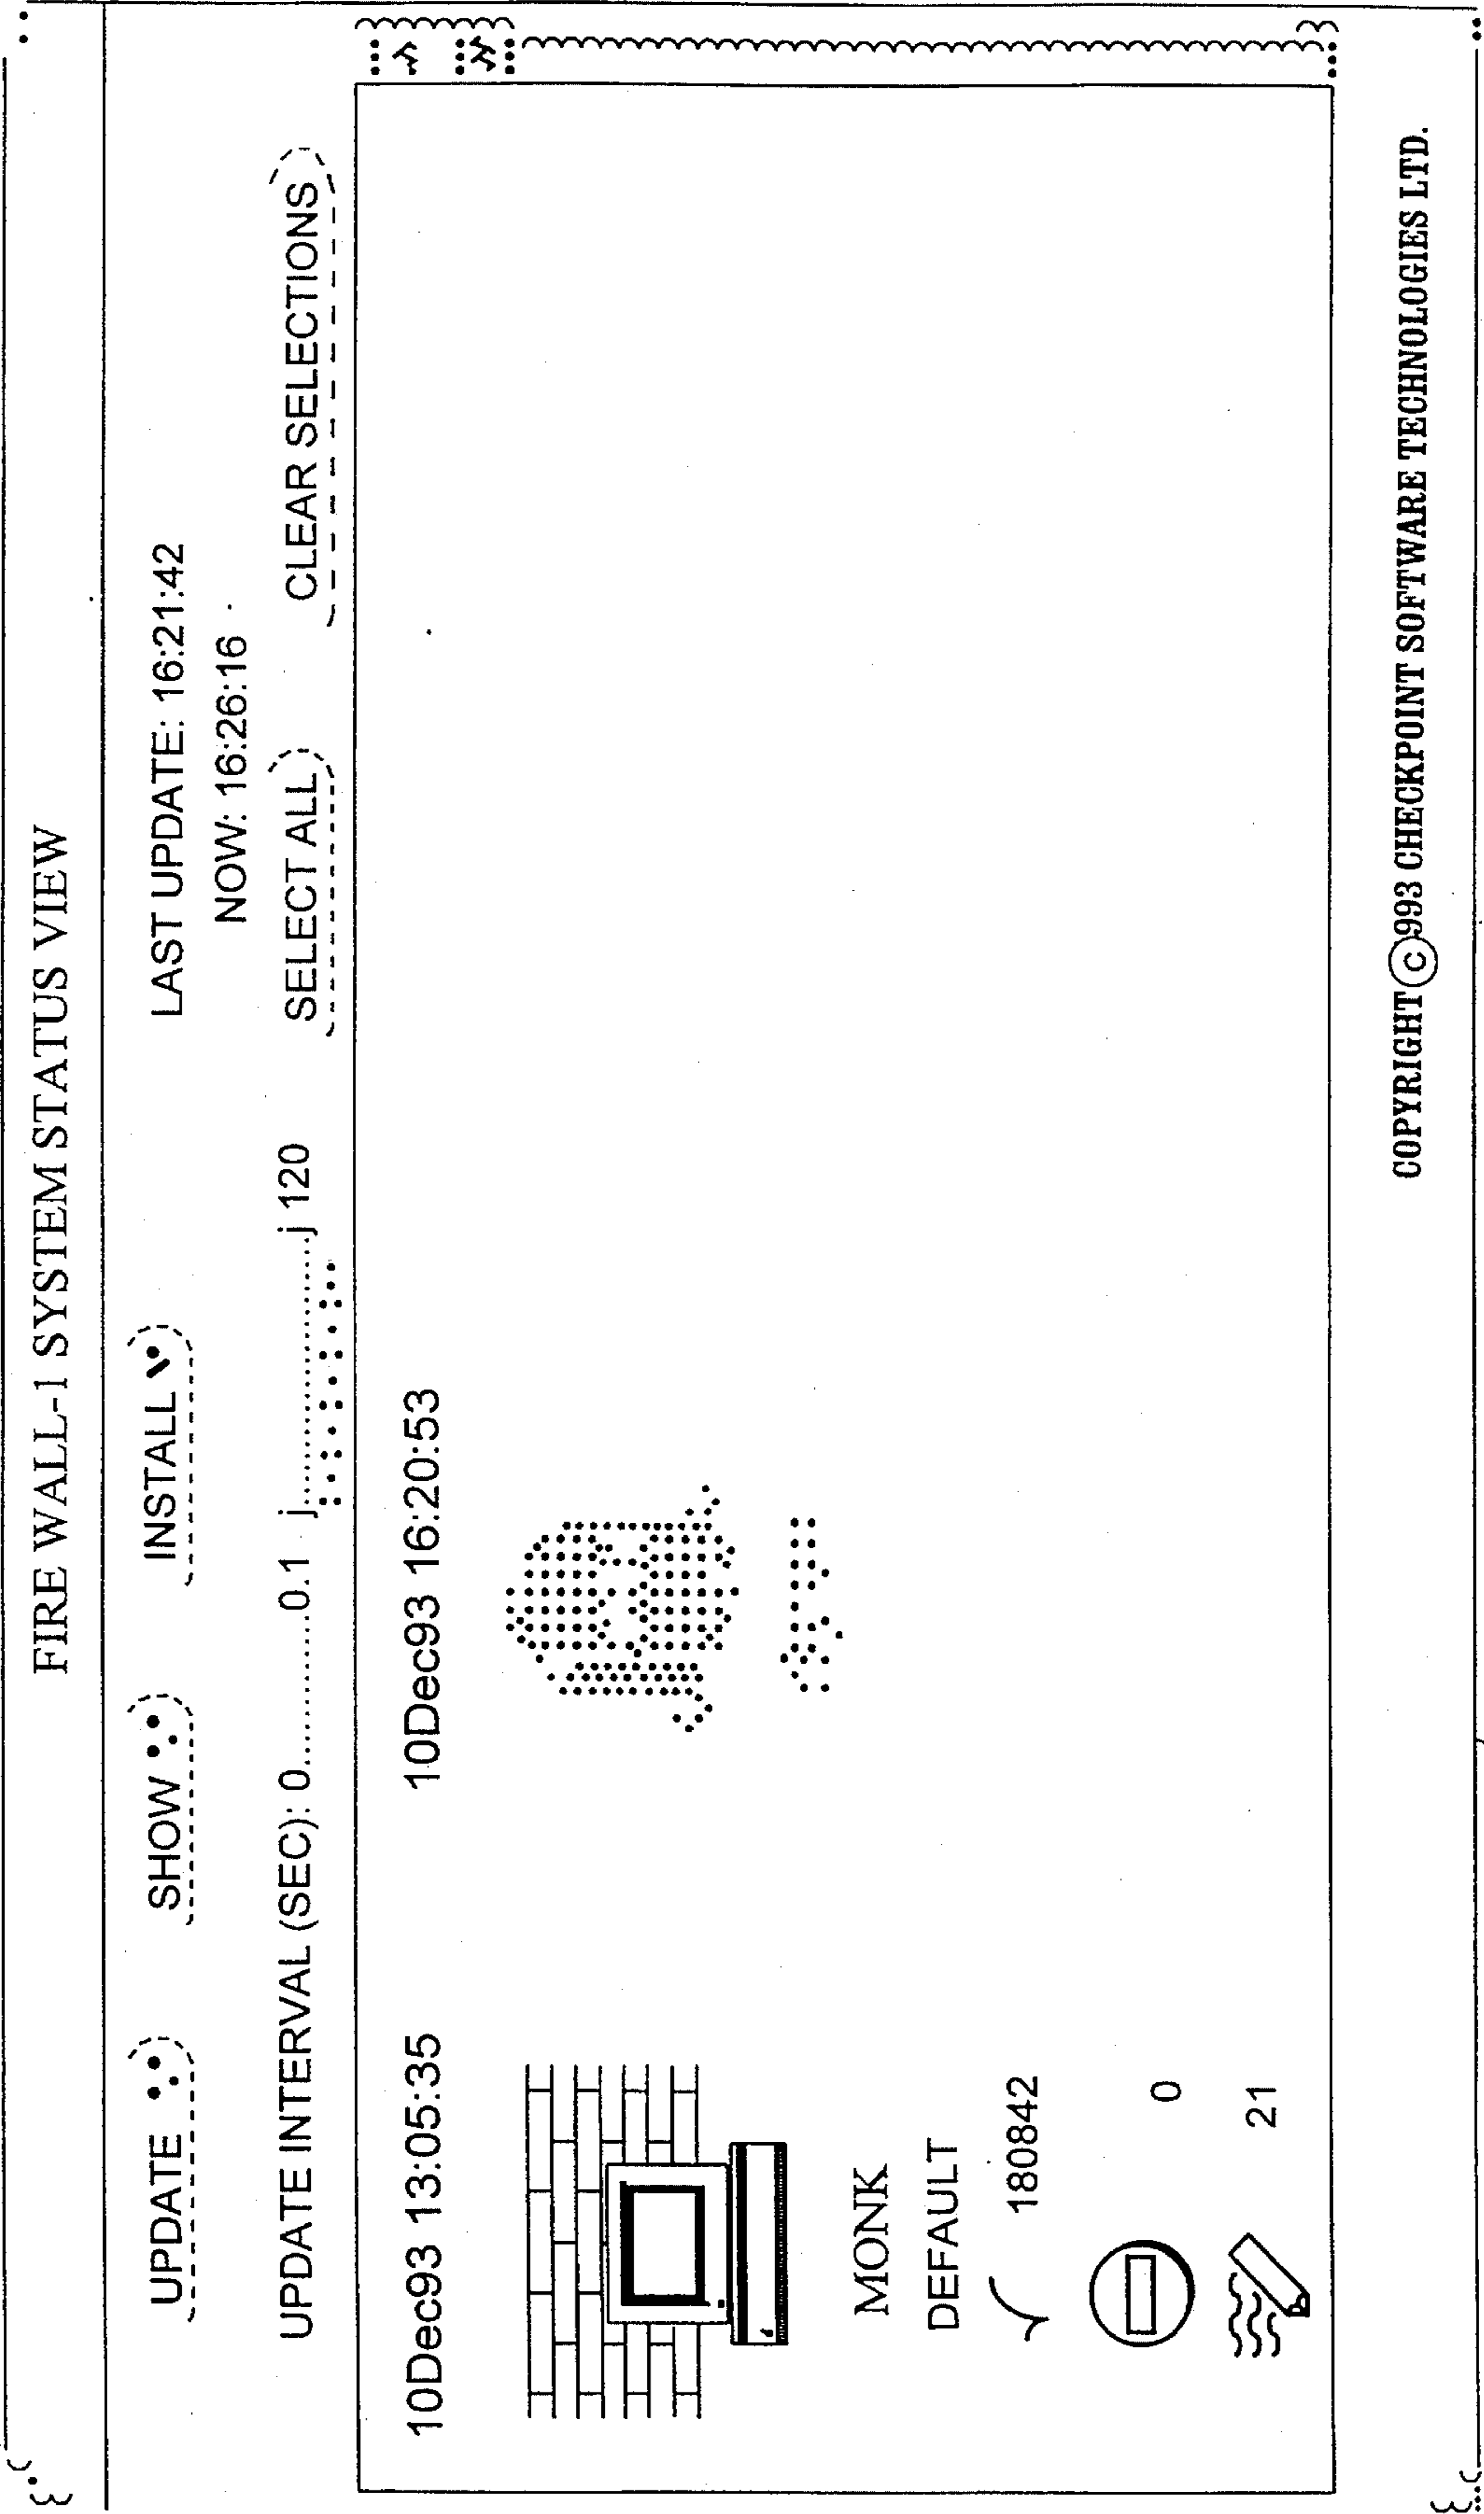 FIRE WALL-1 SYSTEM STATUS VIEW
UPDATE SHOW INSTALL LAST UPDATE: 16:21:42
NOW: 16:26:16
UPDATE INTERVAL (SEC): 0............0.1 j......................j 120 SELECT ALL CLEAR SELECTIONS
10Dec93 13:05:35 10Dec93 16:20:53
MONK
DEFAULT
180842
0
21
COPYRIGHT©993 CHECKPOINT SOFTWARE TECHNOLOGIES LTD.